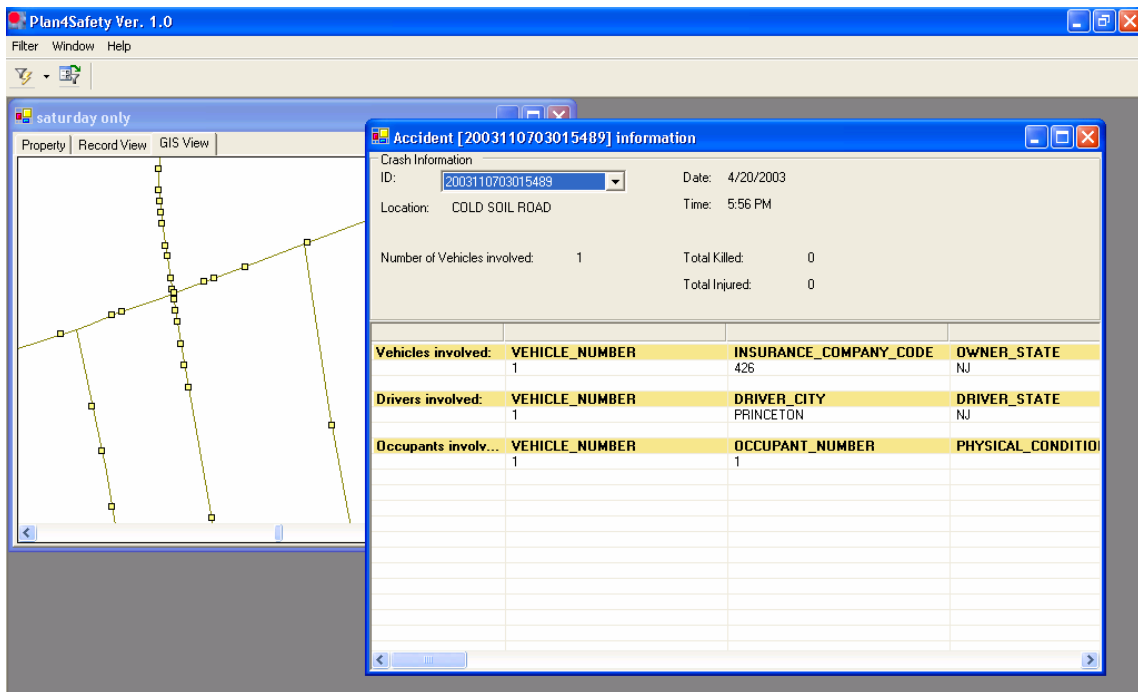 Plan4Safety Ver. 1.0
Filter Window Help
saturday only
Property Record View GIS View
Accident [2003110703015489] information
Crash Information
ID: 2003110703015489 Date: 4/20/2003
Location: COLD SOIL ROAD Time: 5:56 PM
Number of Vehicles involved: 1 Total Killed: 0
Total Injured: 0
Vehicles involved: VEHICLE_NUMBER INSURANCE_COMPANY_CODE OWNER_STATE
1 426 NJ
Drivers involved: VEHICLE_NUMBER DRIVER_CITY DRIVER_STATE
1 PRINCETON NJ
Occupants involv... VEHICLE_NUMBER OCCUPANT_NUMBER PHYSICAL_CONDITIO
1 1